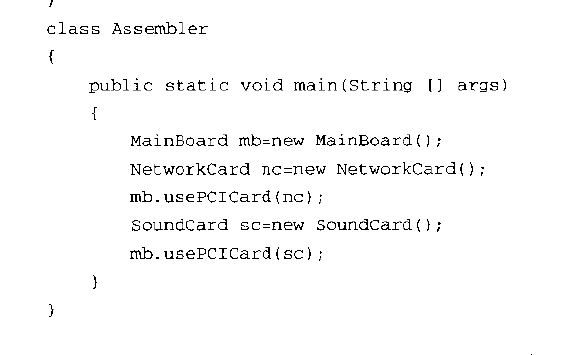 }
class Assembler
{
    public static void main(String [] args)
    {
        MainBoard mb=new MainBoard();
        NetworkCard nc=new NetworkCard();
        mb.usePCICard(nc);
        SoundCard sc=new SoundCard();
        mb.usePCICard(sc);
    }
}